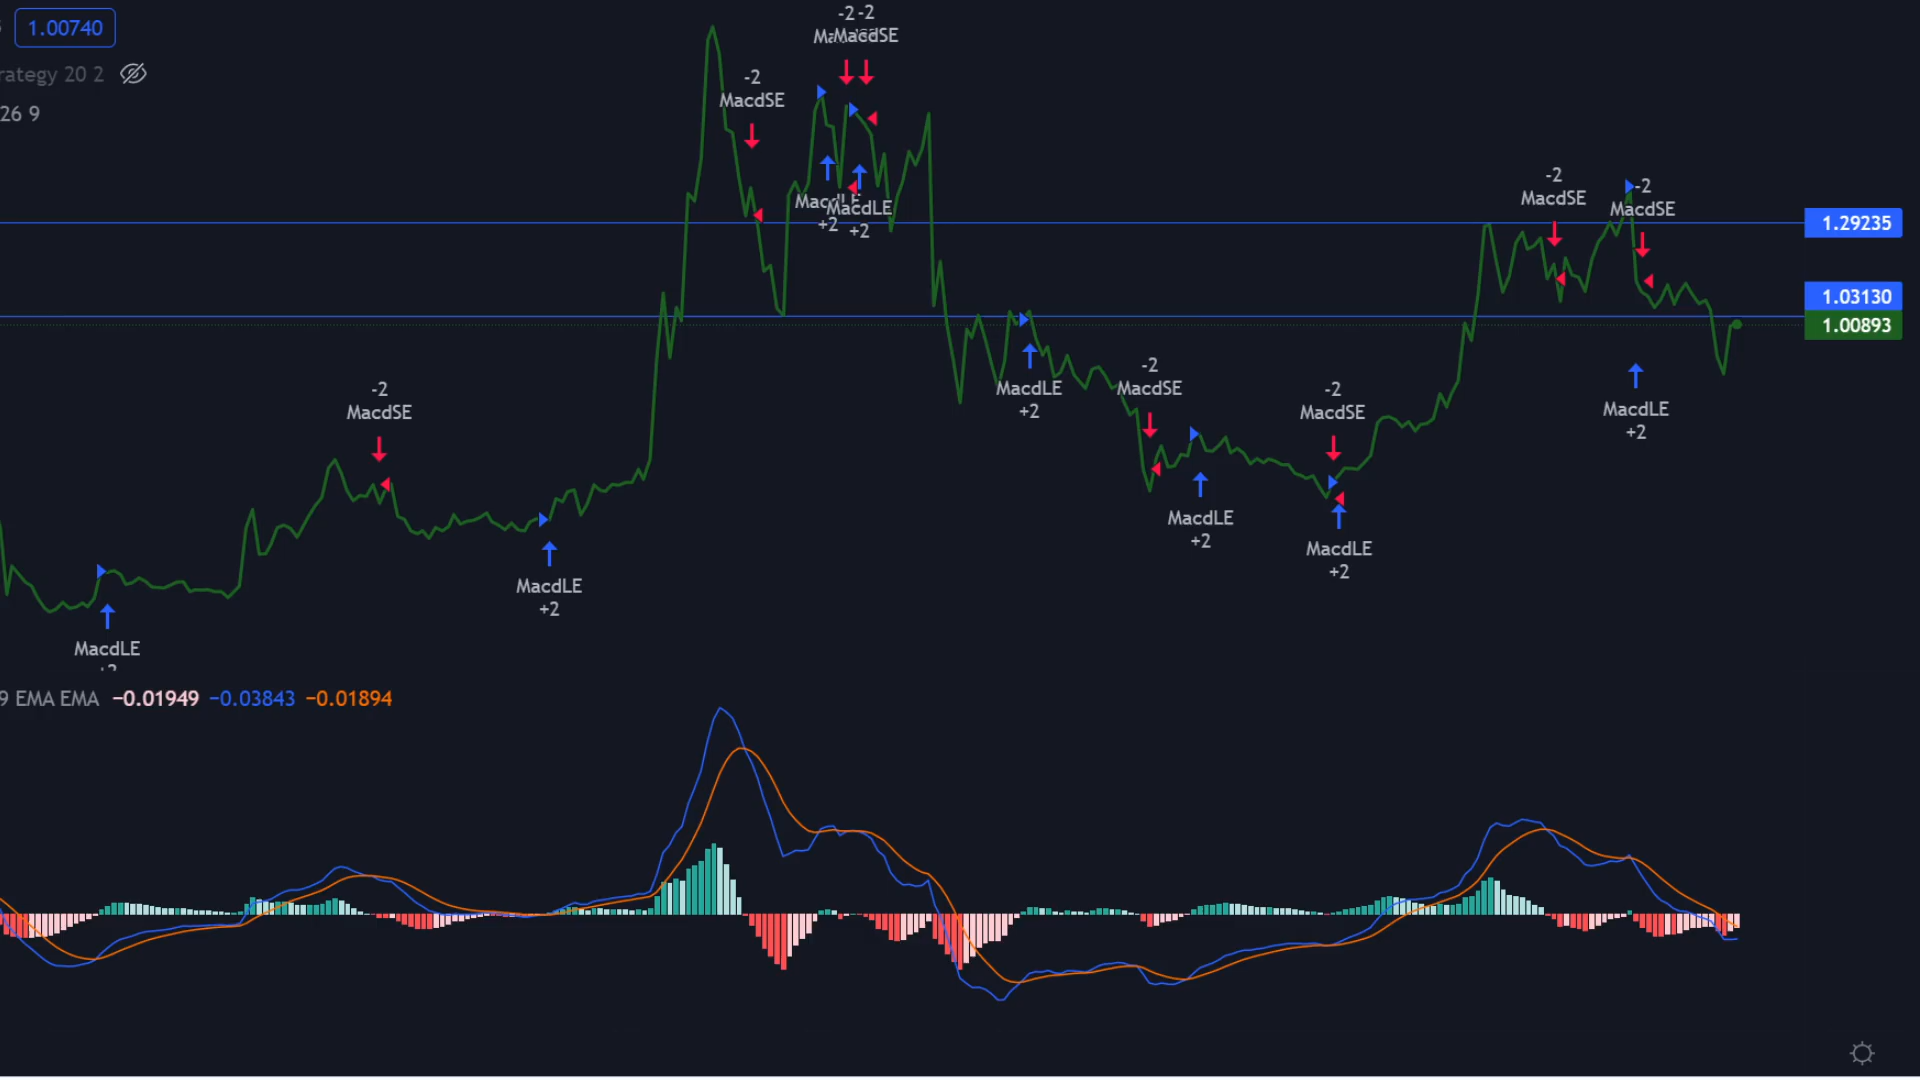 1.00740
rategy 20 2
26 9
-2
MacdSE
-2 -2
MacdSE
MacdLE
+2
MacdLE
+2
-2
MacdSE
-2
MacdSE
1.29235
1.03130
1.00893
-2
MacdSE
MacdLE
+2
-2
MacdSE
-2
MacdSE
MacdLE
+2
MacdLE
+2
MacdLE
+2
MacdLE
+2
MacdLE
+2
9 EMA EMA −0.01949 −0.03843 −0.01894